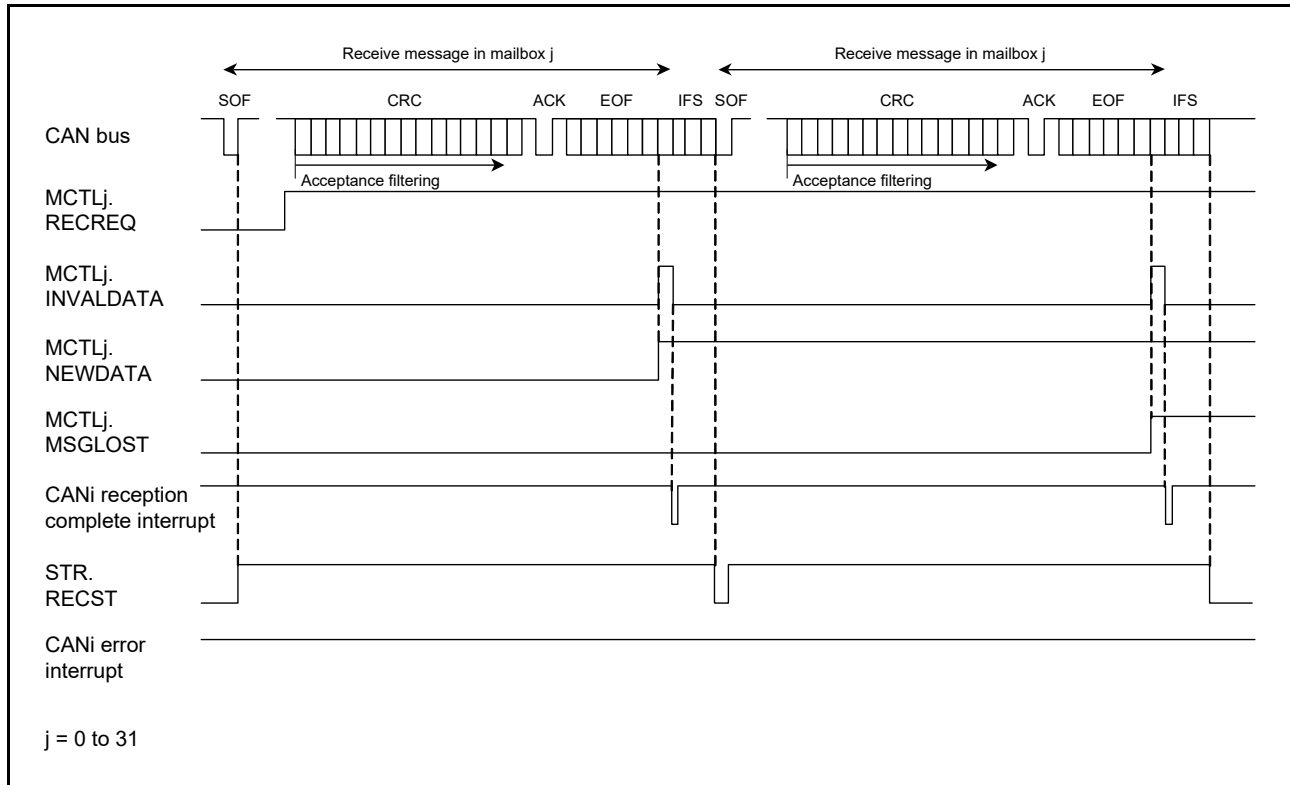 Receive message in mailbox j Receive message in mailbox j
SOF CRC ACK EOF IFS SOF CRC ACK EOF IFS
CAN bus
Acceptance filtering Acceptance filtering
MCTLj.
RECREQ
MCTLj.
INVALDATA
MCTLj.
NEWDATA
MCTLj.
MSGLOST
CANi reception
complete interrupt
STR.
RECST
CANi error
interrupt
j = 0 to 31